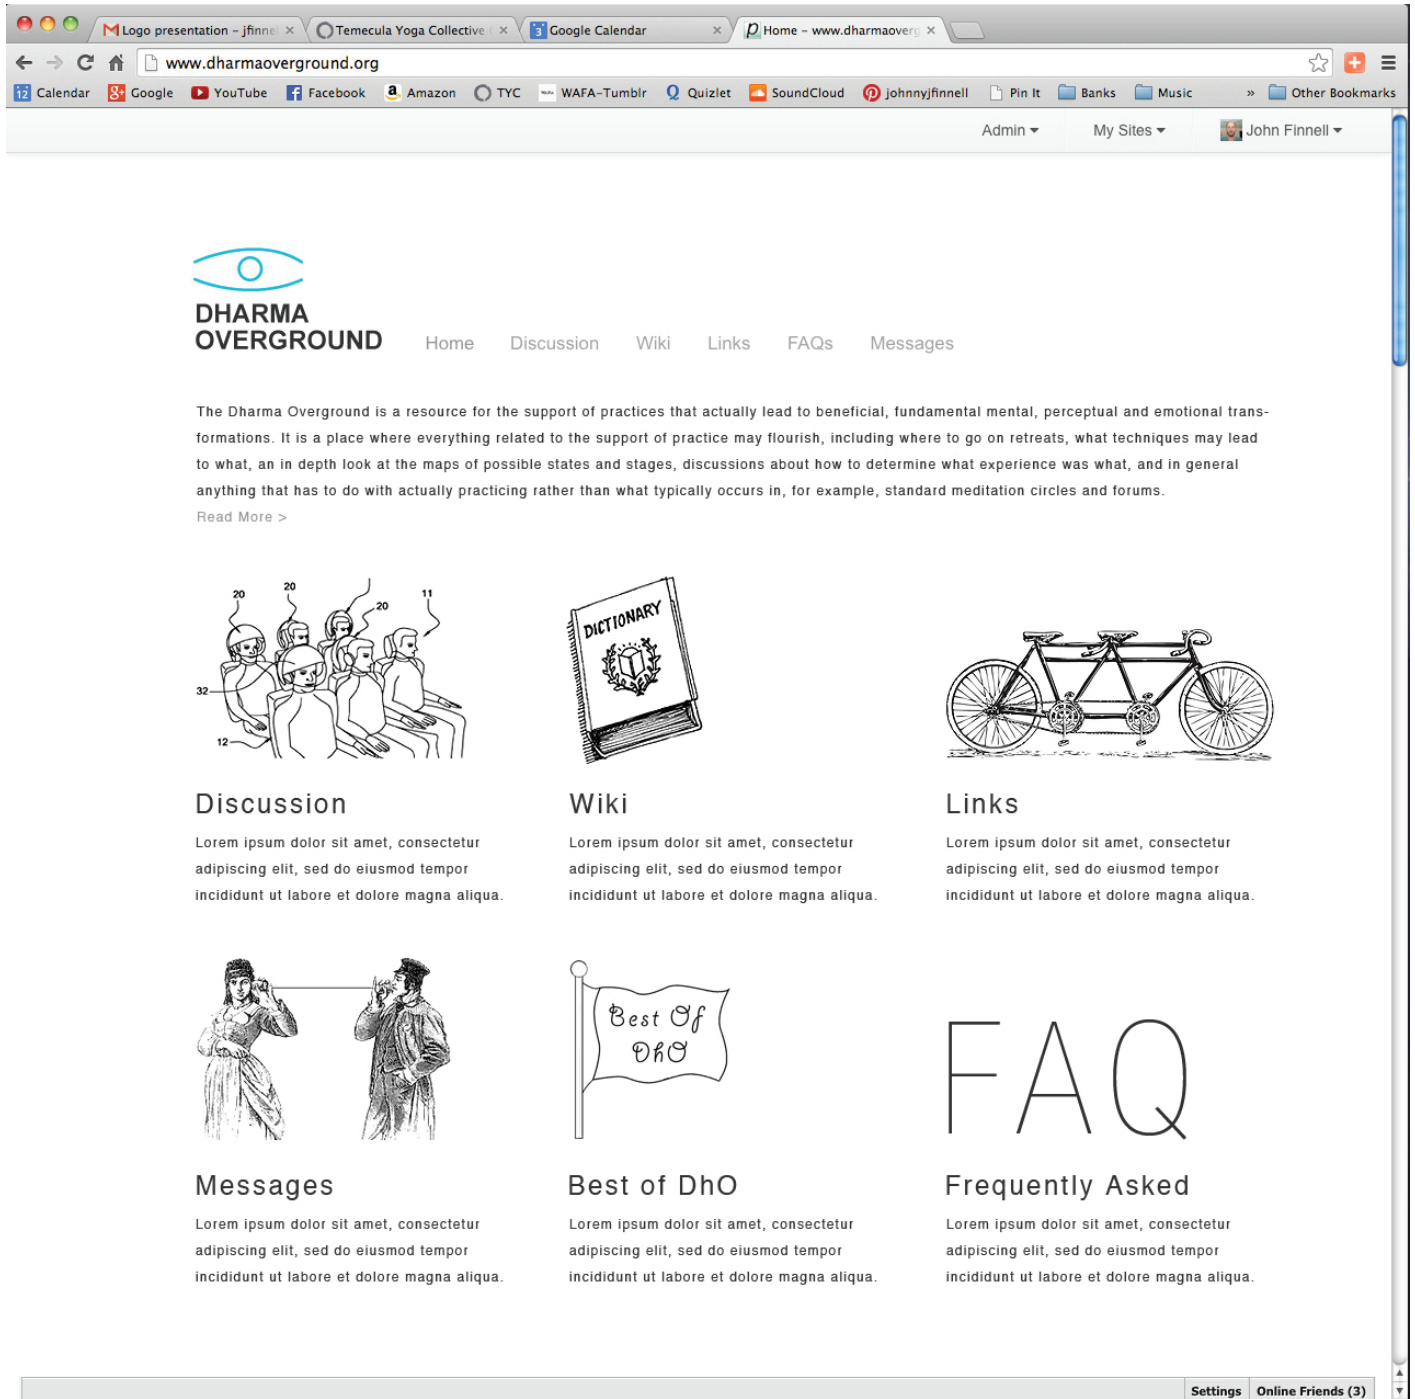 Logo presentation – jfinne
Temecula Yoga Collective
Google Calendar
Home – www.dharmaoverg
www.dharmaoverground.org
12 Calendar
Google
YouTube
Facebook
Amazon
TYC
WAFA-Tumblr
Quizlet
SoundCloud
johnnyjfinnell
Pin It
Banks
Music
»
Other Bookmarks
Admin
My Sites
John Finnell
DHARMA
OVERGROUND
Home Discussion Wiki Links FAQs Messages
The Dharma Overground is a resource for the support of practices that actually lead to beneficial, fundamental mental, perceptual and emotional trans-
formations. It is a place where everything related to the support of practice may flourish, including where to go on retreats, what techniques may lead
to what, an in depth look at the maps of possible states and stages, discussions about how to determine what experience was what, and in general
anything that has to do with actually practicing rather than what typically occurs in, for example, standard meditation circles and forums.
Read More >
20
20
20
11
32
12
DICTIONARY
Discussion
Lorem ipsum dolor sit amet, consectetur
adipiscing elit, sed do eiusmod tempor
incididunt ut labore et dolore magna aliqua.
Wiki
Lorem ipsum dolor sit amet, consectetur
adipiscing elit, sed do eiusmod tempor
incididunt ut labore et dolore magna aliqua.
Links
Lorem ipsum dolor sit amet, consectetur
adipiscing elit, sed do eiusmod tempor
incididunt ut labore et dolore magna aliqua.
Best Of
DhO
FAQ
Messages
Lorem ipsum dolor sit amet, consectetur
adipiscing elit, sed do eiusmod tempor
incididunt ut labore et dolore magna aliqua.
Best of DhO
Lorem ipsum dolor sit amet, consectetur
adipiscing elit, sed do eiusmod tempor
incididunt ut labore et dolore magna aliqua.
Frequently Asked
Lorem ipsum dolor sit amet, consectetur
adipiscing elit, sed do eiusmod tempor
incididunt ut labore et dolore magna aliqua.
Settings
Online Friends (3)